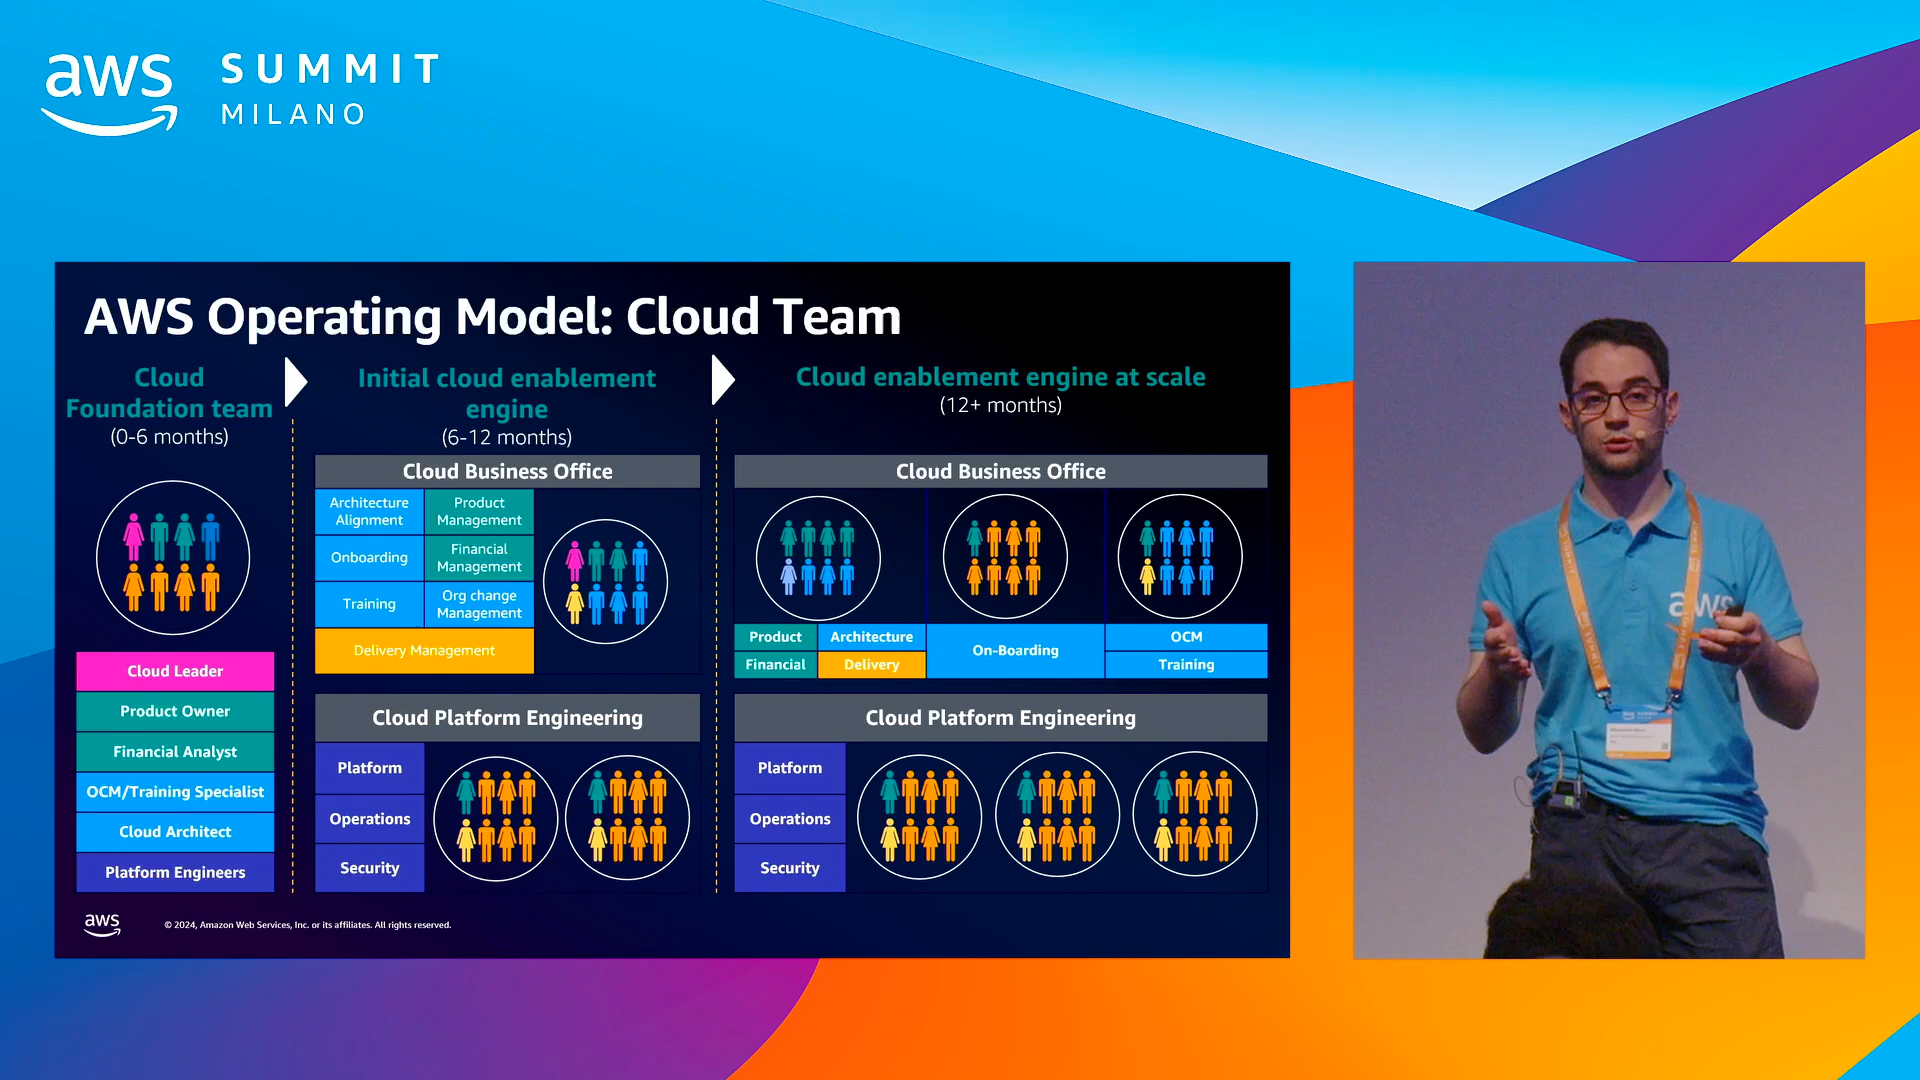 aws
SUMMIT
MILANO
AWS Operating Model: Cloud Team
Cloud
Foundation team
(0-6 months)
Cloud Leader
Product Owner
Financial Analyst
OCM/Training Specialist
Cloud Architect
Platform Engineers
Initial cloud enablement
engine
(6-12 months)
Cloud Business Office
Architecture
Alignment
Product
Management
Onboarding
Financial
Management
Training
Org change
Management
Delivery Management
Cloud Platform Engineering
Platform
Operations
Security
Cloud enablement engine at scale
(12+ months)
Cloud Business Office
Product
Architecture
Financial
Delivery
On-Boarding
OCM
Training
Cloud Platform Engineering
Platform
Operations
Security
aws
© 2024, Amazon Web Services, Inc. or its affiliates. All rights reserved.
aws
SUMMIT